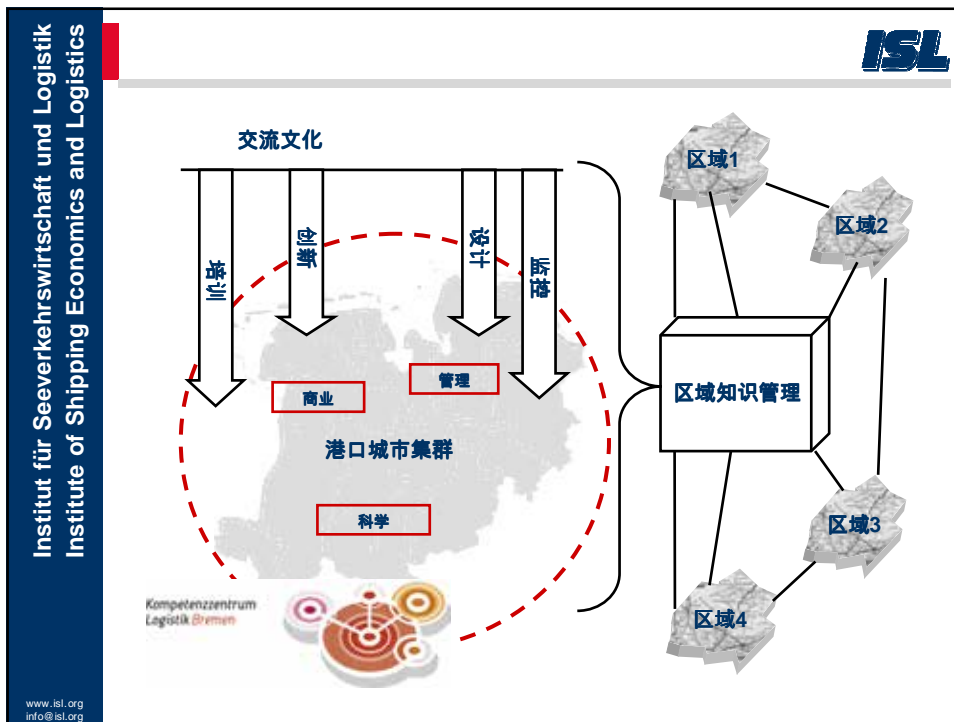 Institut für Seeverkehrswirtschaft und Logistik
Institute of Shipping Economics and Logistics
www.isl.org
info@isl.org
ISL
交流文化
培训
创新
设计
监控
商业
管理
港口城市集群
科学
Kompetenzzentrum
Logistik Bremen
区域1
区域2
区域知识管理
区域3
区域4